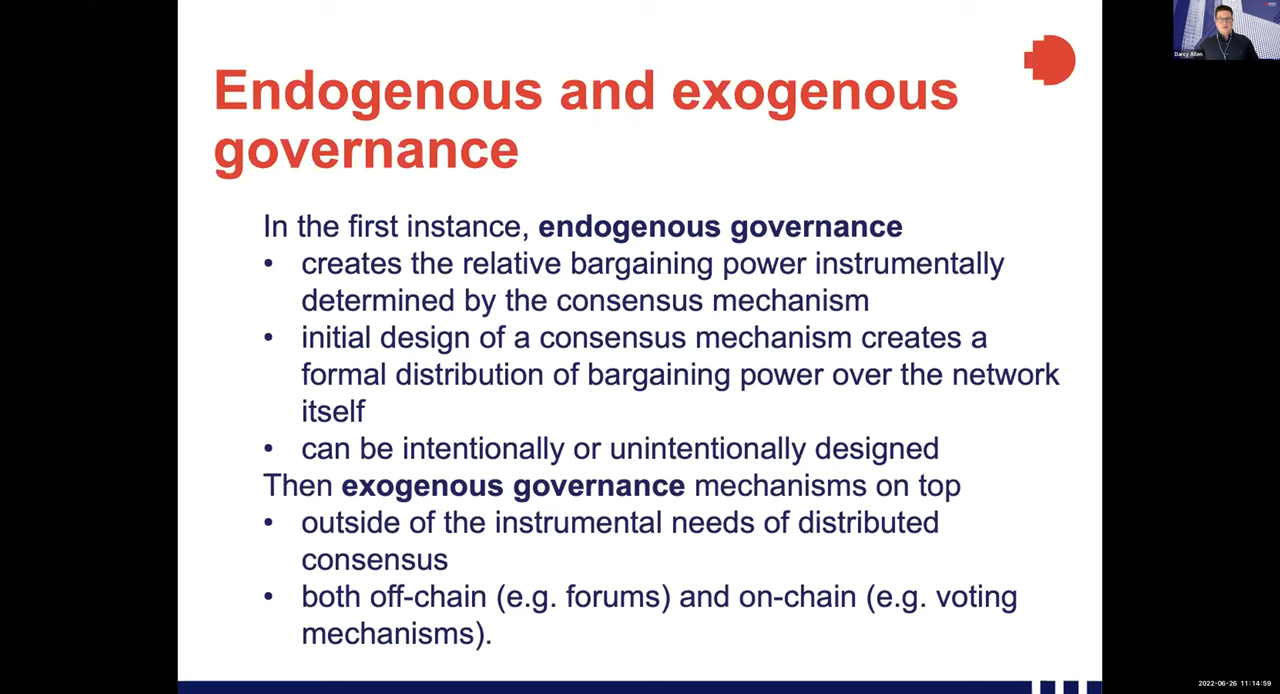 Endogenous and exogenous
governance
In the first instance, endogenous governance
• creates the relative bargaining power instrumentally
determined by the consensus mechanism
• initial design of a consensus mechanism creates a
formal distribution of bargaining power over the network
itself
• can be intentionally or unintentionally designed
Then exogenous governance mechanisms on top
• outside of the instrumental needs of distributed
consensus
• both off-chain (e.g. forums) and on-chain (e.g. voting
mechanisms).
Darcy Allen
2022-06-26 11:14:59